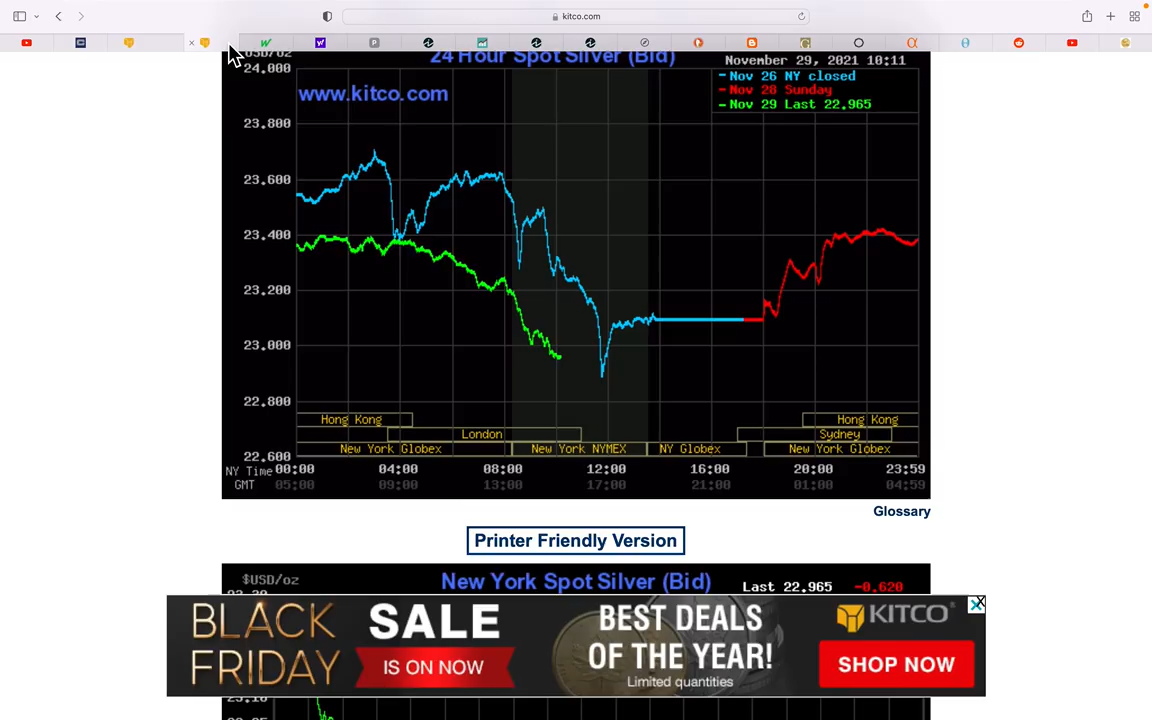 kitco.com
24 Hour Spot Silver (Bid)
November 29, 2021 10:11
24,000
www.kitco.com
Nov 26 NY closed
Nov 28 Sunday
Nov 29 Last 22.965
23,800
23,600
23,400
23,200
23,000
22,800
22,600
Hong Kong
Hong Kong
London
Sydney
New York Globex
New York NYMEX
NY Globex
New York Globex
NY Time 00:00 04:00 08:00 12:00 16:00 20:00 23:59
GMT 05:00 09:00 13:00 17:00 21:00 01:00 04:59
Glossary
Printer Friendly Version
$USD/oz
New York Spot Silver (Bid)
Last 22.965 -0.620
BLACK FRIDAY
SALE
IS ON NOW
BEST DEALS
OF THE YEAR!
Limited quantities
KITCO®
SHOP NOW
X